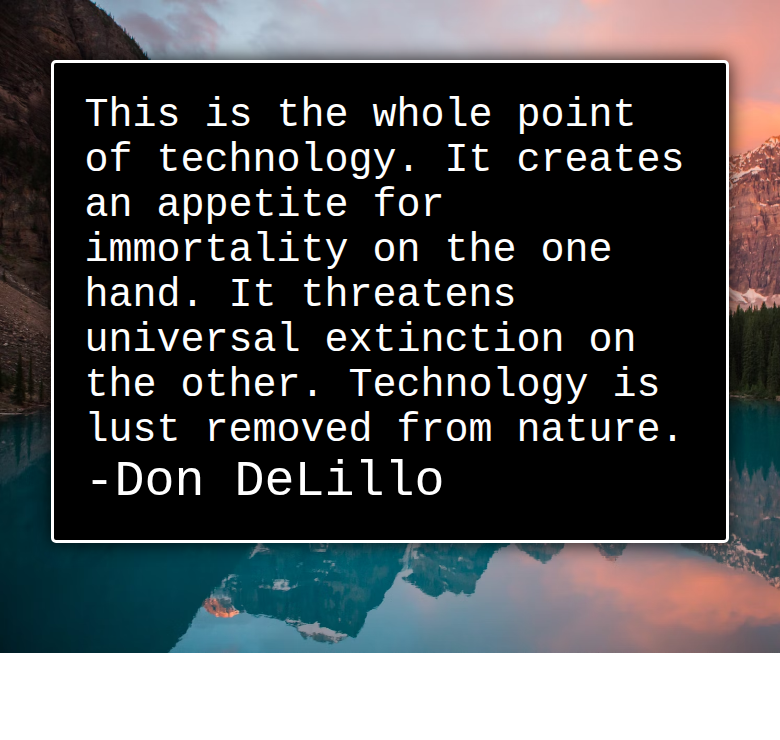 This is the whole point
of technology. It creates
an appetite for
immortality on the one
hand. It threatens
universal extinction on
the other. Technology is
lust removed from nature.
-Don DeLillo